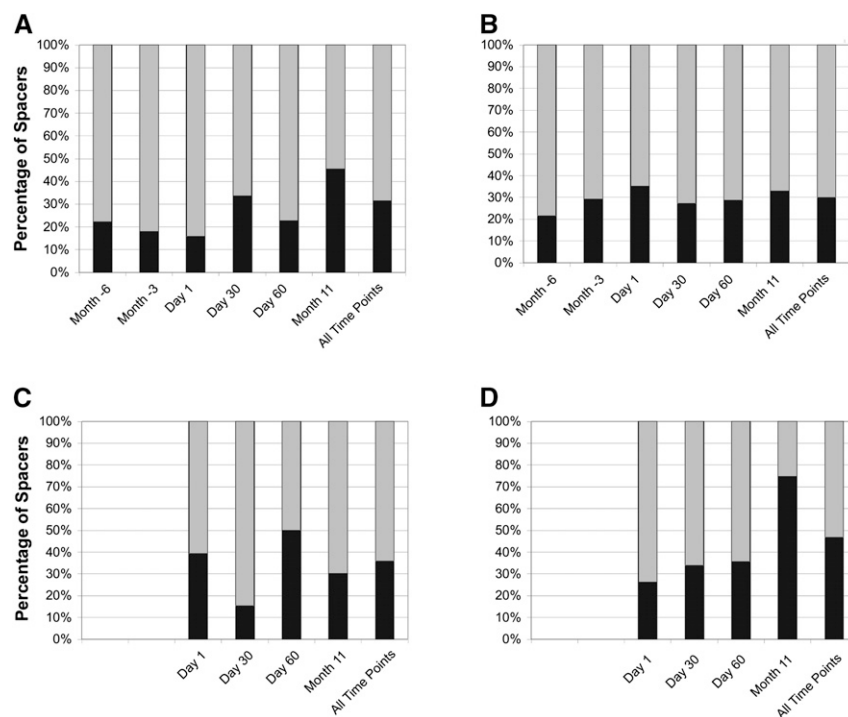 A
Percentage of Spacers
100%
90%
80%
70%
60%
50%
40%
30%
20%
10%
0%
Month -6
Month -3
Day 1
Day 30
Day 60
Month 11
All Time Points
B
100%
90%
80%
70%
60%
50%
40%
30%
20%
10%
0%
Month -6
Month -3
Day 1
Day 30
Day 60
Month 11
All Time Points
C
Percentage of Spacers
100%
90%
80%
70%
60%
50%
40%
30%
20%
10%
0%
Day 1
Day 30
Day 60
Month 11
All Time Points
D
100%
90%
80%
70%
60%
50%
40%
30%
20%
10%
0%
Day 1
Day 30
Day 60
Month 11
All Time Points